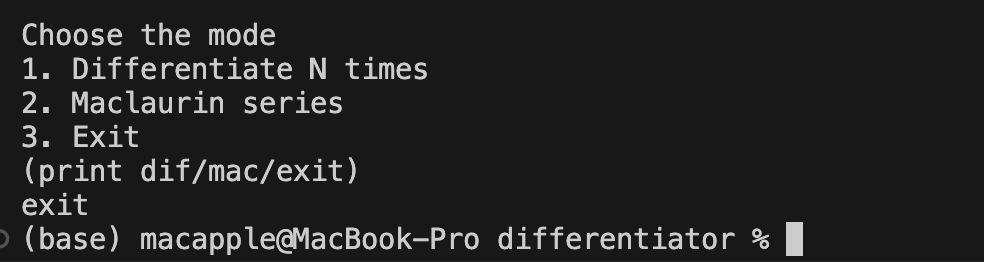 Choose the mode
1. Differentiate N times
2. Maclaurin series
3. Exit
(print dif/mac/exit)
exit
(base) macapple@MacBook-Pro differentiator %